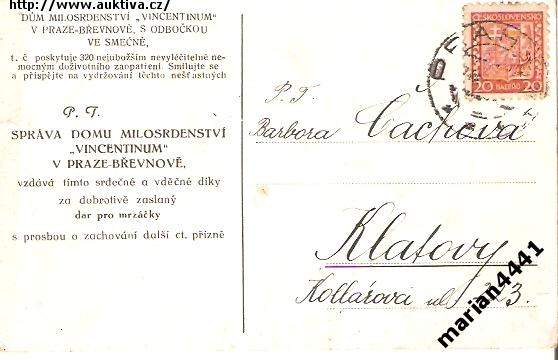 http://www.auktiva.cz/
DŮM MILOSRDENSTVÍ „VINCENTINUM"
V PRAZE-BŘEVNOVĚ, S ODBOČKOU
VE SMEČNĚ,
t. č poskytuje 320 nejubožším nevyléčitelně ne-
mocným doživotního zaopatření. Smilujte se
a přispějte na vydržování těchto nešťastných
P. T.
SPRÁVA DOMU MILOSRDENSTVÍ
„VINCENTINUM"
V PRAZE-BŘEVNOVĚ,
vzdává tímto srdečné a vděčné díky
za dobrotivě zaslaný
dar pro mrzáčky
s prosbou o zachování další ct. přízně
ČESKOSLOVENSKO
20 HALÉŘŮ 20
P. T.
Barbora Cachová
Klatovy
Kollárova ul. 323.
marian4441